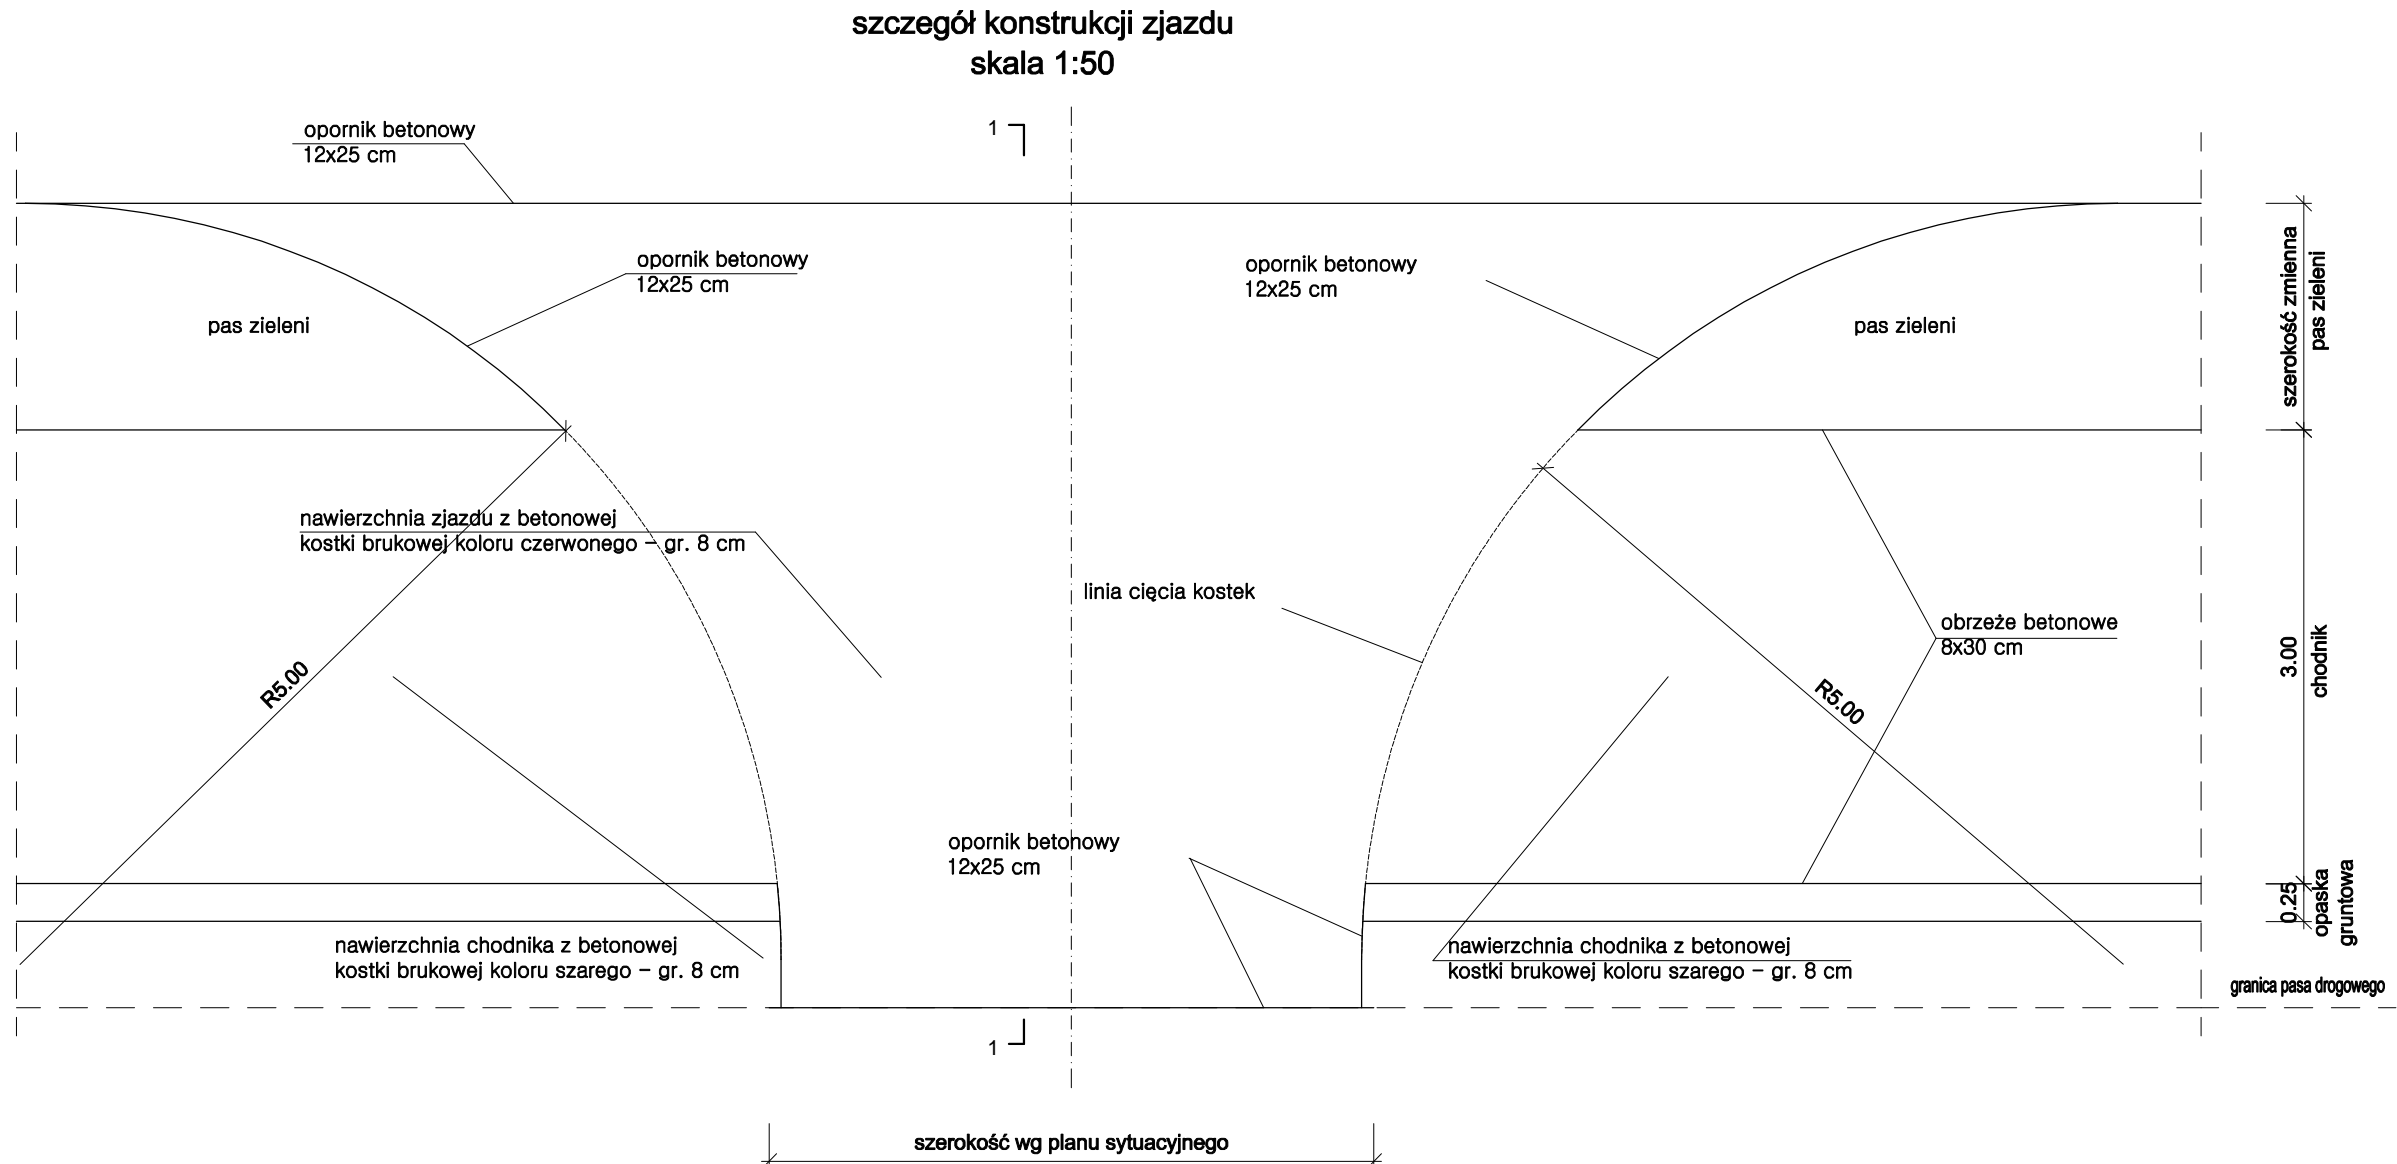 szczegół konstrukcji zjazdu
skala 1:50
1
opornik betonowy
12x25 cm
opornik betonowy
12x25 cm
opornik betonowy
12x25 cm
pas zieleni
pas zieleni
szerokość zmienna
pas zieleni
nawierzchnia zjazdu z betonowej
kostki brukowej koloru czerwonego – gr. 8 cm
linia cięcia kostek
obrzeże betonowe
8x30 cm
3.00
chodnik
R5.00
R5.00
opornik betonowy
12x25 cm
0.25
opaska
gruntowa
nawierzchnia chodnika z betonowej
kostki brukowej koloru szarego – gr. 8 cm
nawierzchnia chodnika z betonowej
kostki brukowej koloru szarego – gr. 8 cm
granica pasa drogowego
1
szerokość wg planu sytuacyjnego